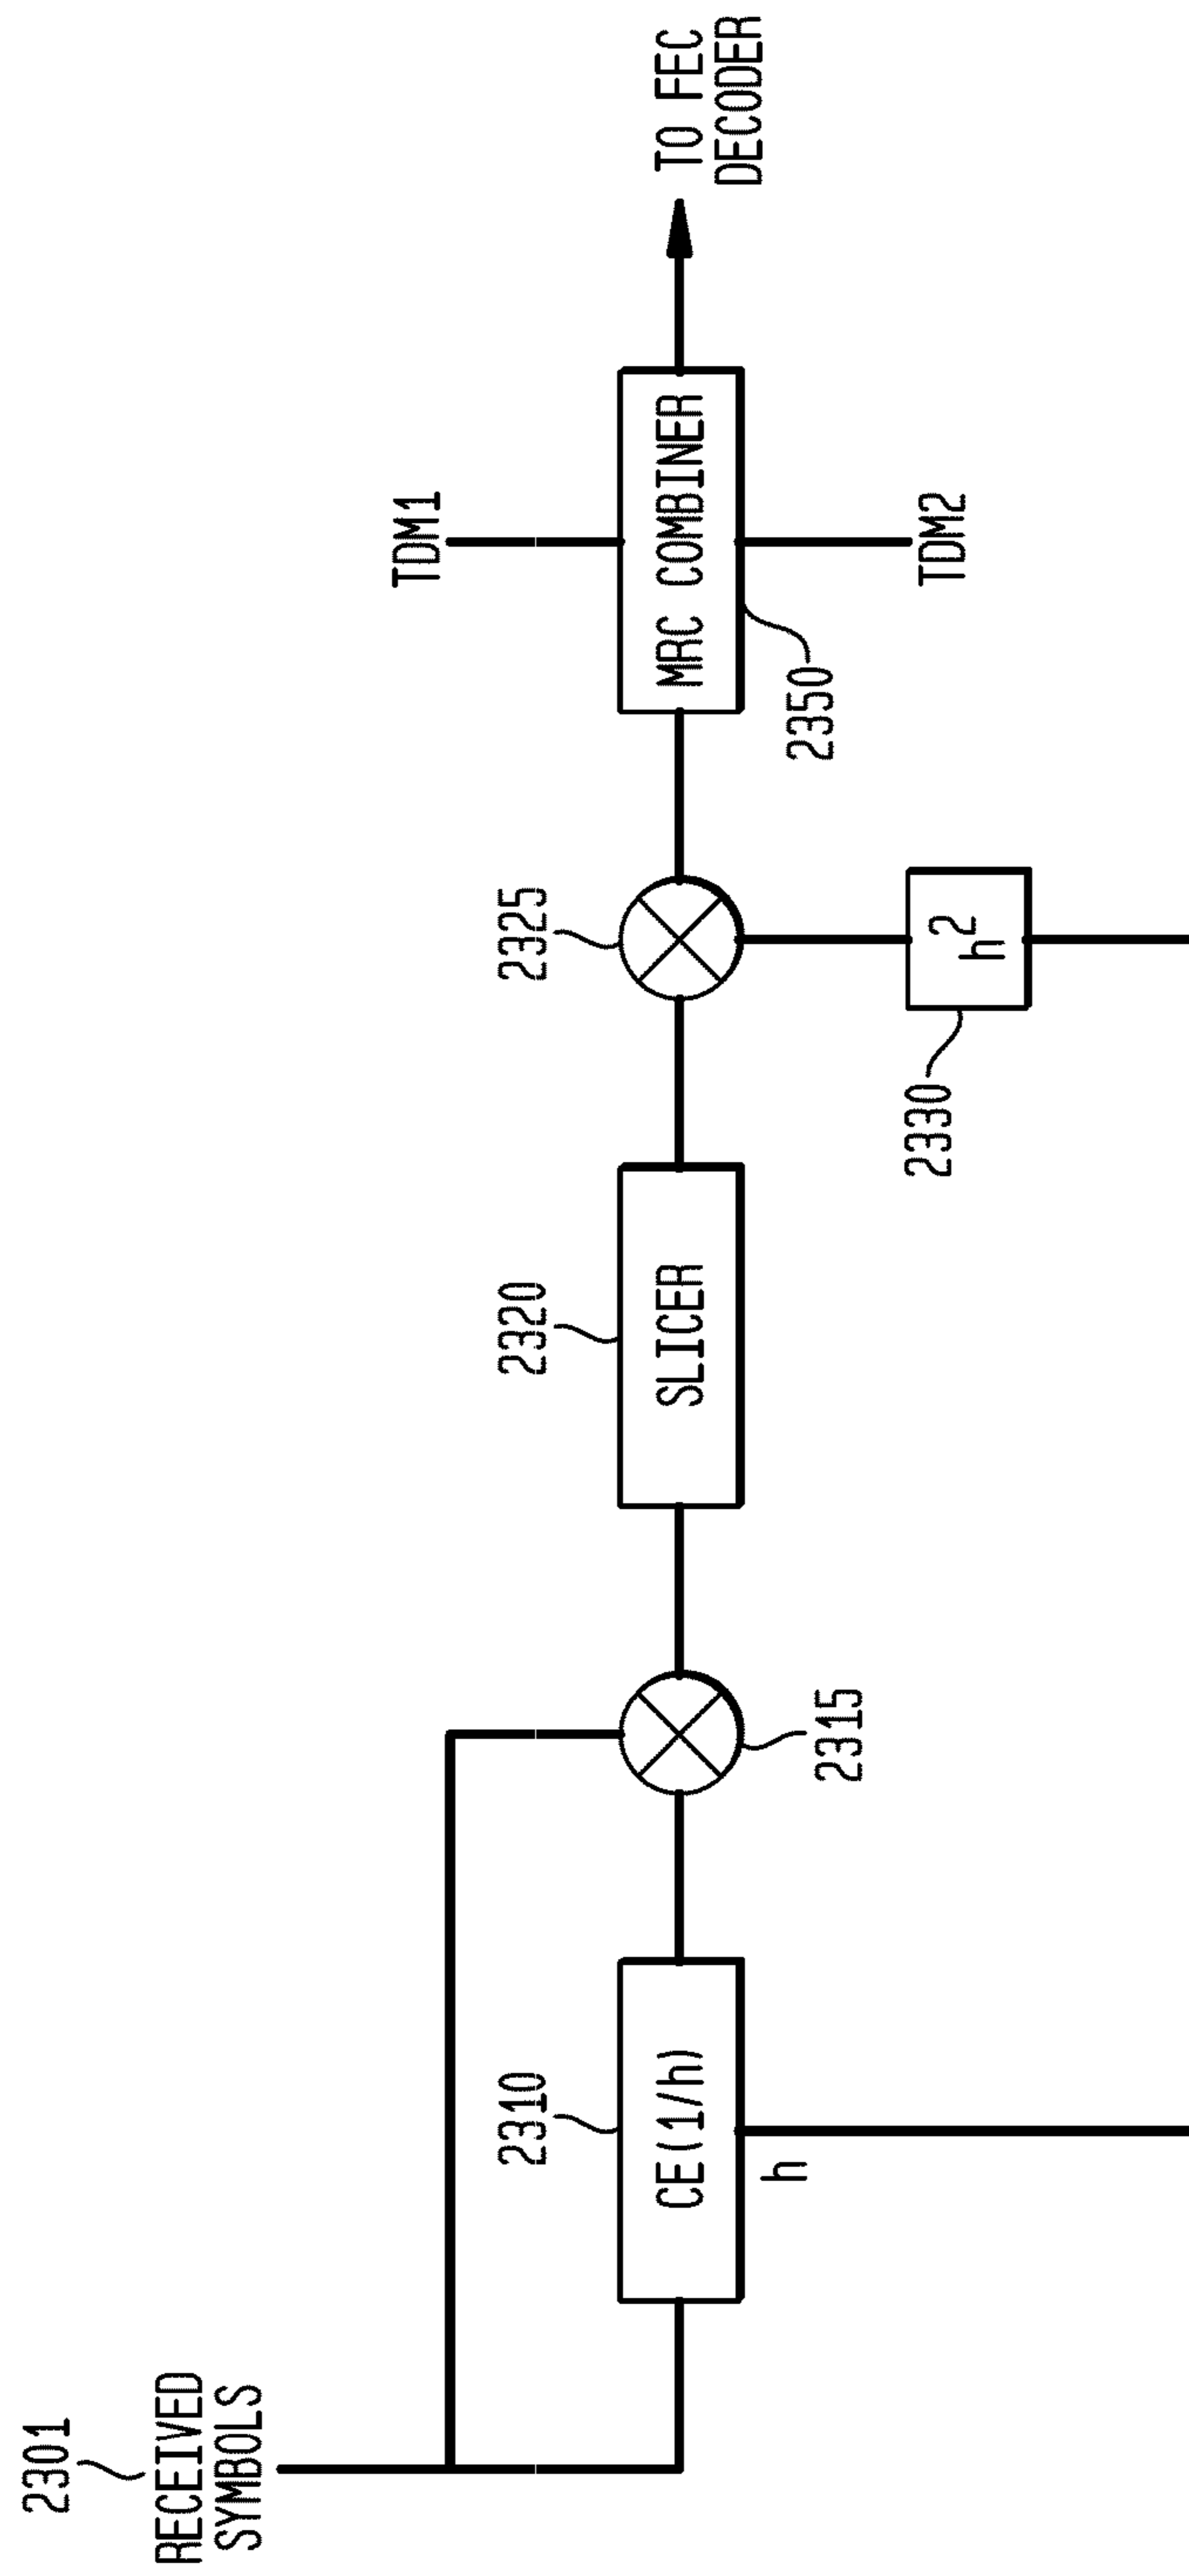 2301
RECEIVED
SYMBOLS
2310
CE(1/h)
h
2315
2320
SLICER
2325
2330
h2
TDM1
MRC COMBINER
2350
TDM2
TO FEC
DECODER